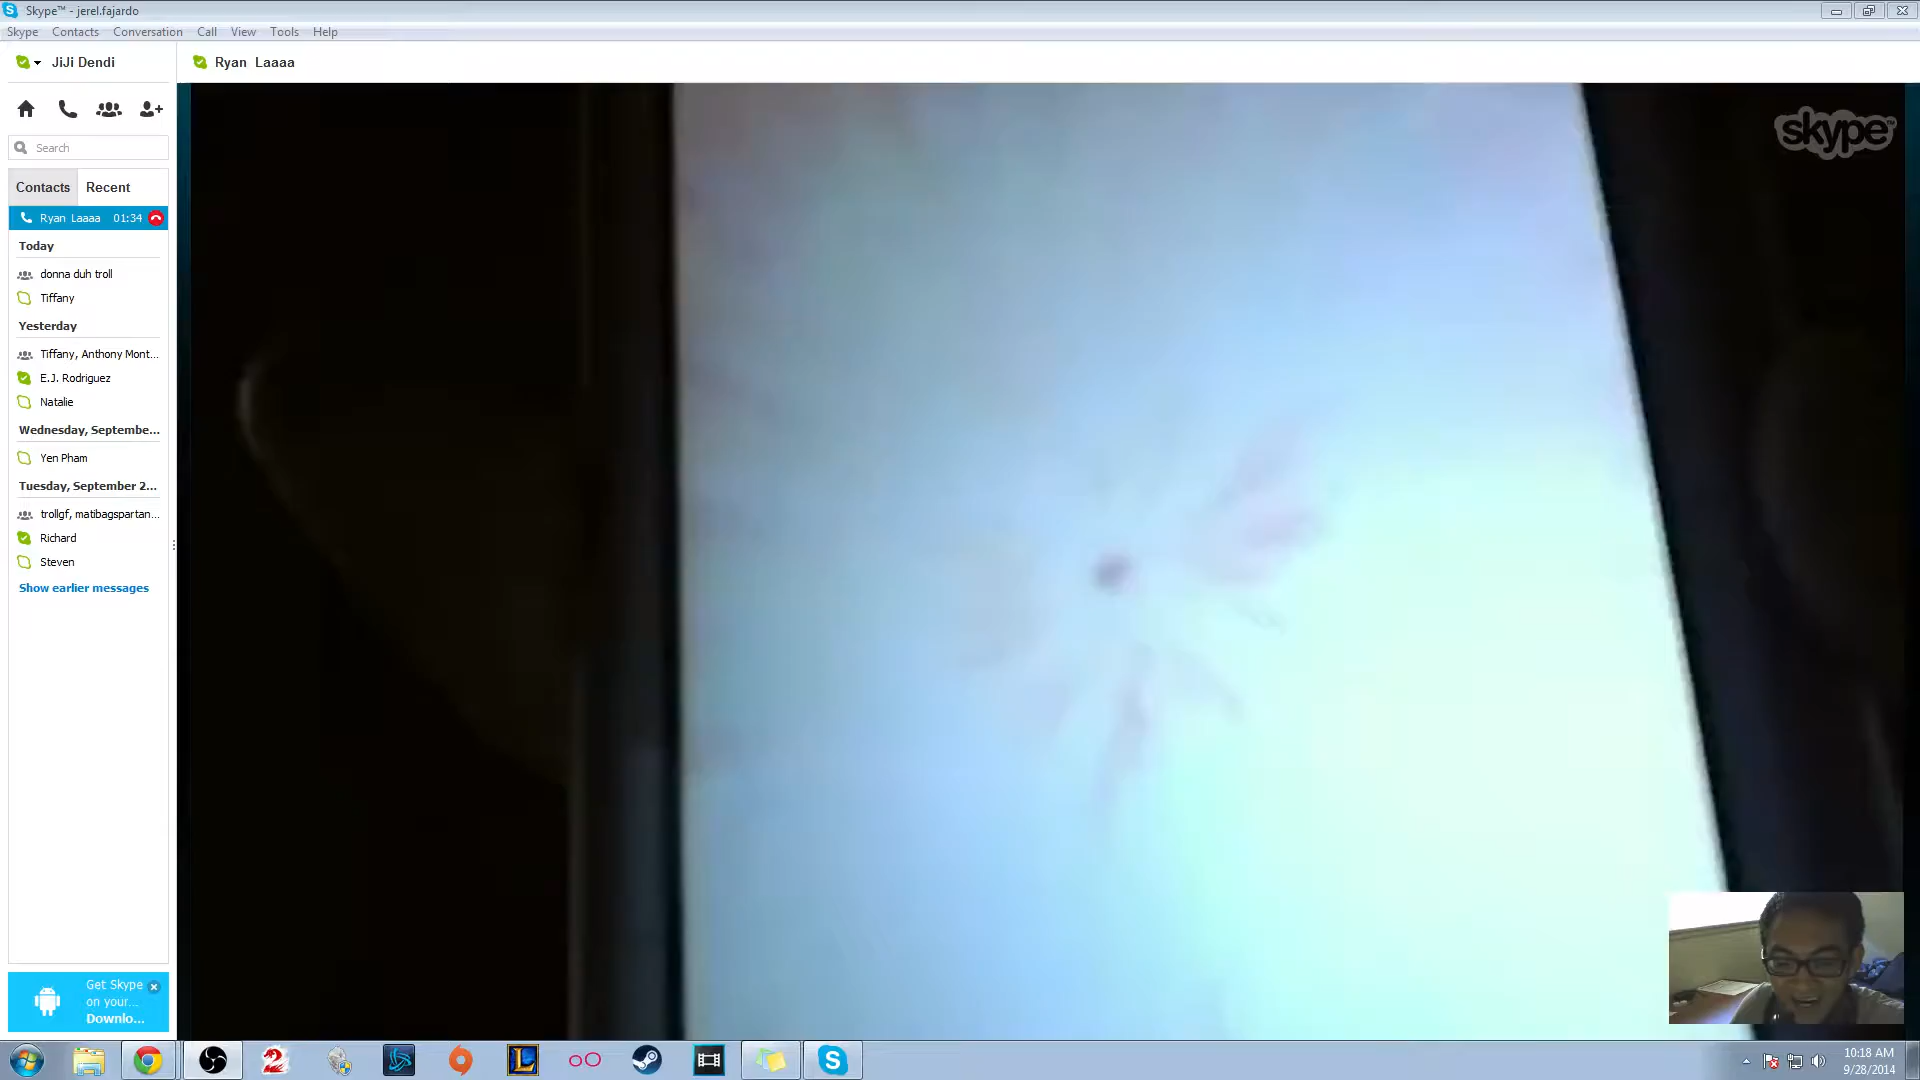 Skype™ - jerel.fajardo
Skype Contacts Conversation Call View Tools Help
JiJi Dendi
Ryan Laaaa
skype™
Search
Contacts Recent
Ryan Laaaa 01:34
Today
donna duh troll
Tiffany
Yesterday
Tiffany, Anthony Mont...
E.J. Rodriguez
Natalie
Wednesday, Septembe...
Yen Pham
Tuesday, September 2...
trollgf, matibagspartan...
Richard
Steven
Show earlier messages
Get Skype
on your...
Downlo...
10:18 AM
9/28/2014